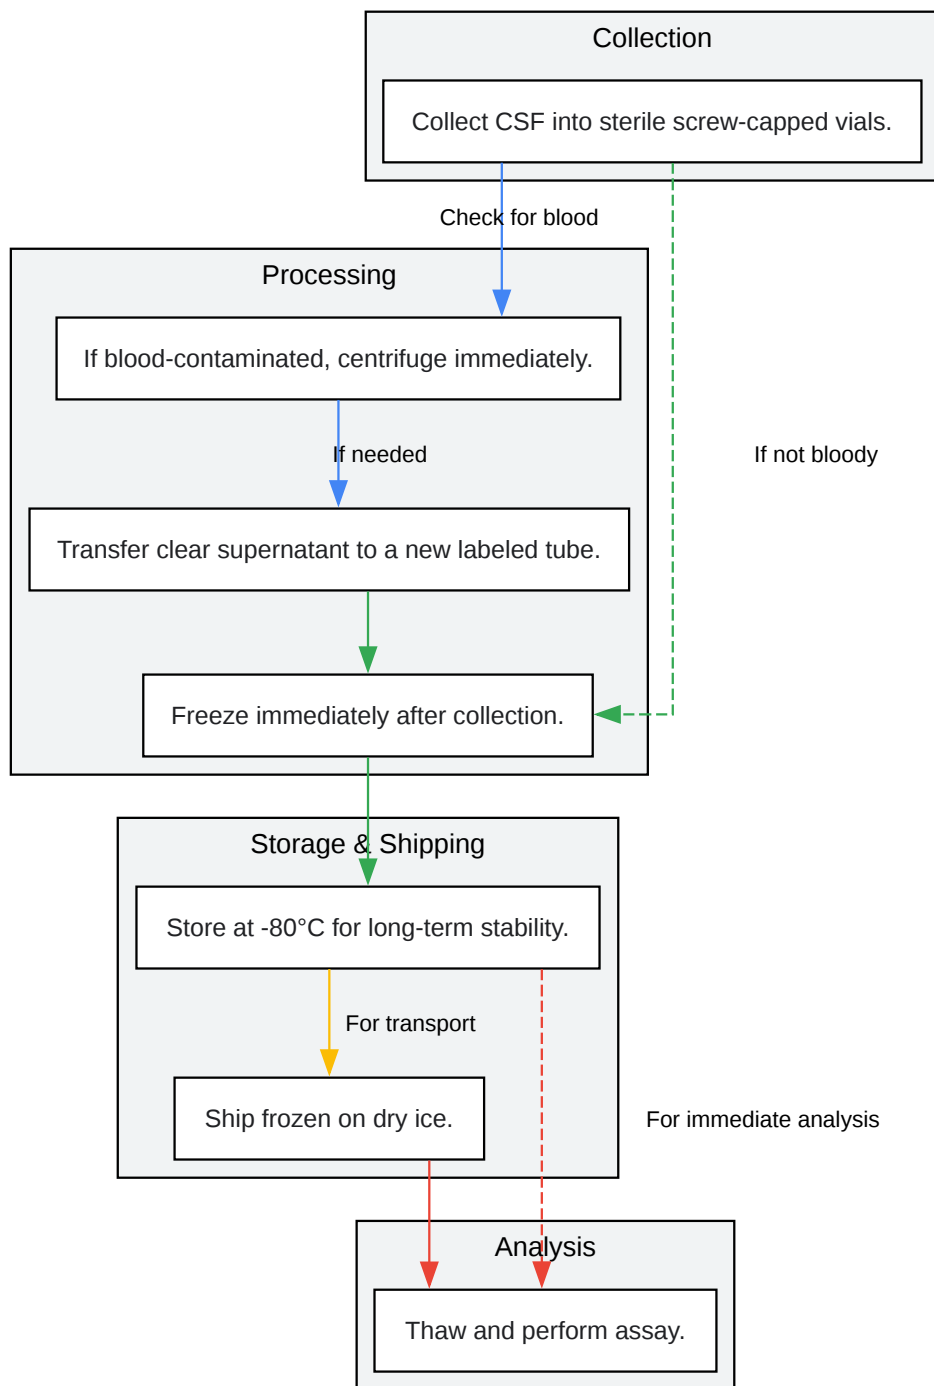 Collection
Collect CSF into sterile screw-capped vials.
Check for blood
Processing
If blood-contaminated, centrifuge immediately.
If needed
If not bloody
Transfer clear supernatant to a new labeled tube.
Freeze immediately after collection.
Storage & Shipping
Store at -80°C for long-term stability.
For transport
Ship frozen on dry ice.
For immediate analysis
Analysis
Thaw and perform assay.